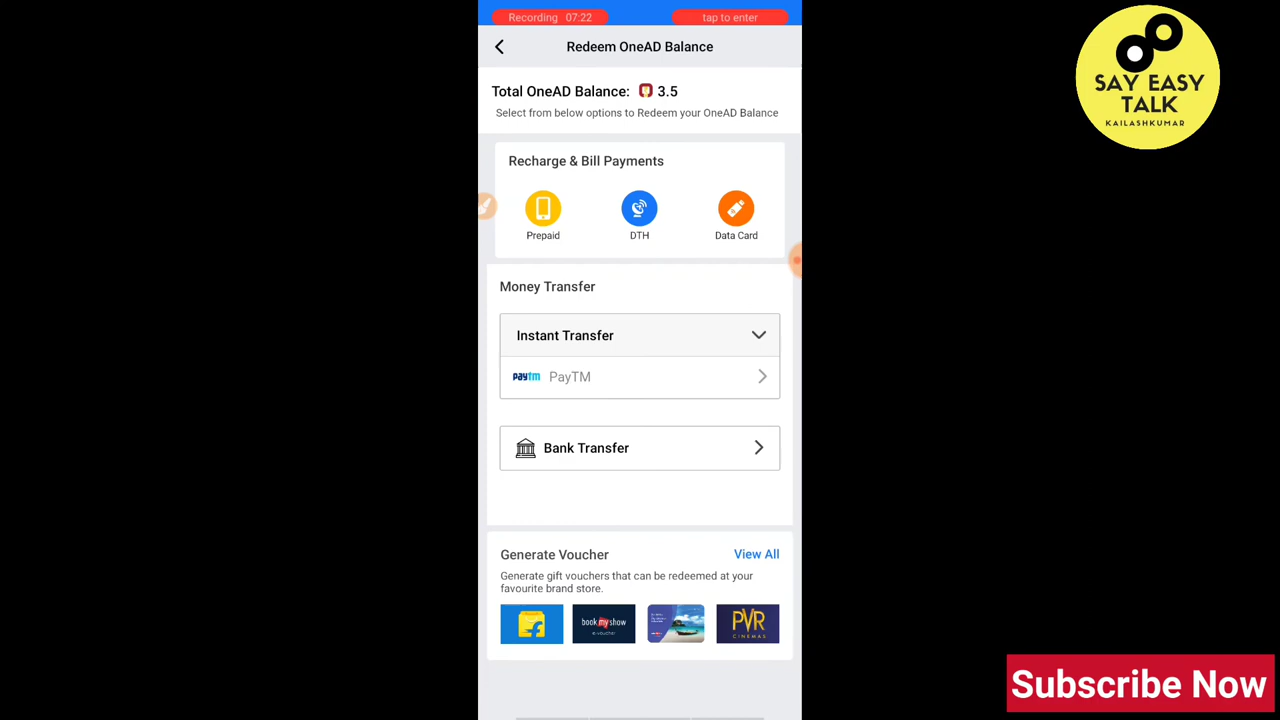 Recording 07:22
tap to enter
Redeem OneAD Balance
Total OneAD Balance: 3.5
Select from below options to Redeem your OneAD Balance
Recharge & Bill Payments
Prepaid
DTH
Data Card
Money Transfer
Instant Transfer
paytm PayTM
Bank Transfer
Generate Voucher
View All
Generate gift vouchers that can be redeemed at your
favourite brand store.
book my show
e.voucher
PVR
CINEMAS
SAY EASY
TALK
KAILASHKUMAR
Subscribe Now